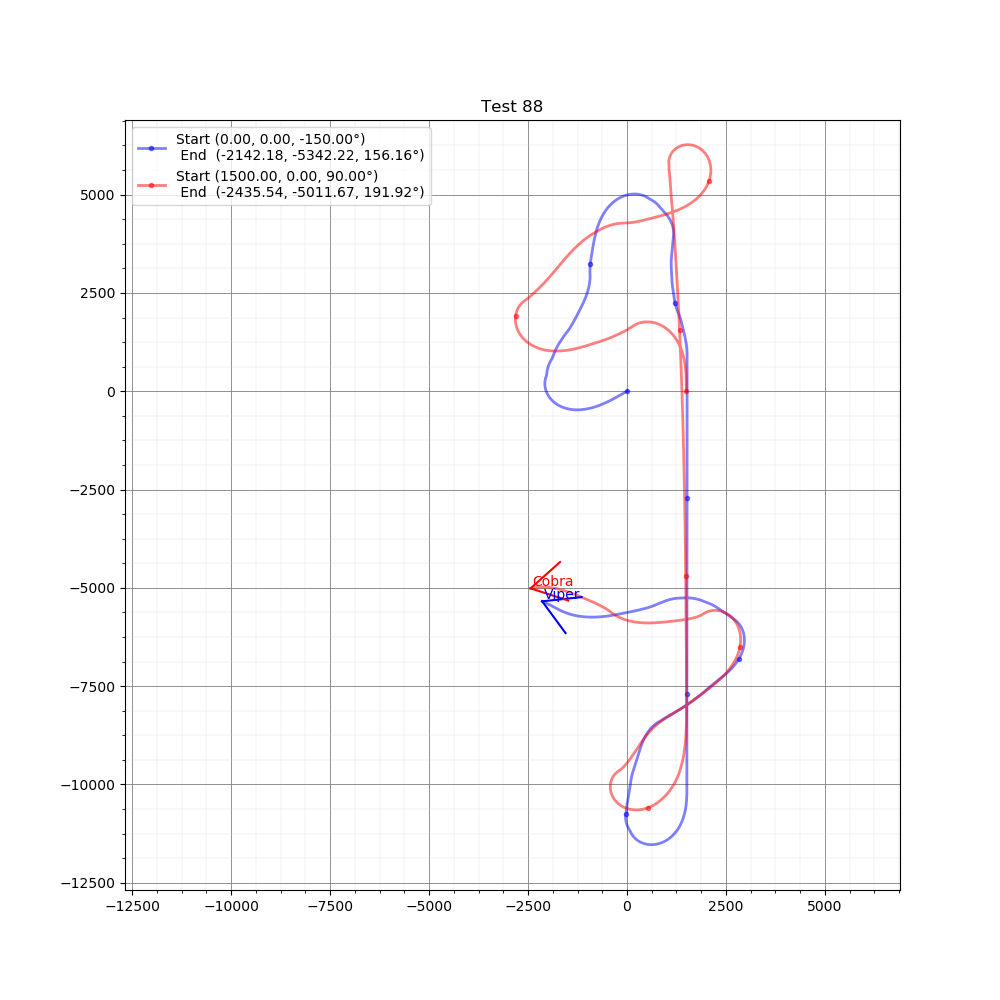 Test 88
Start (0.00, 0.00, -150.00°)
End (-2142.18, -5342.22, 156.16°)
Start (1500.00, 0.00, 90.00°)
End (-2435.54, -5011.67, 191.92°)
5000
2500
0
−2500
−5000
−7500
−10000
−12500
Cobra
Viper
−12500 −10000 −7500 −5000 −2500 0 2500 5000